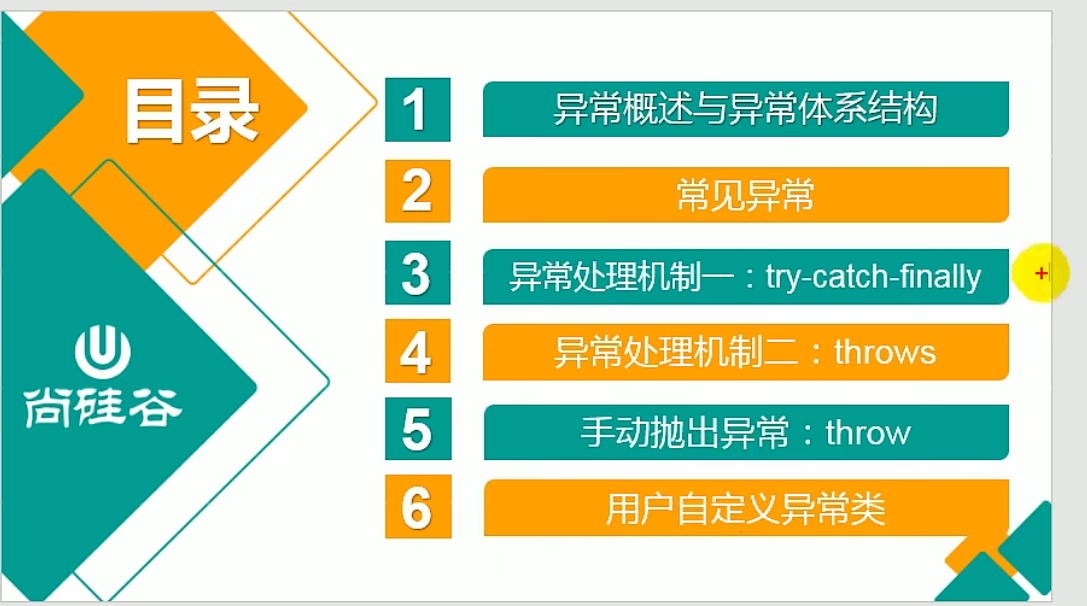 目录
1 异常概述与异常体系结构
2 常见异常
3 异常处理机制一：try-catch-finally
4 异常处理机制二：throws
5 手动抛出异常：throw
6 用户自定义异常类
尚硅谷